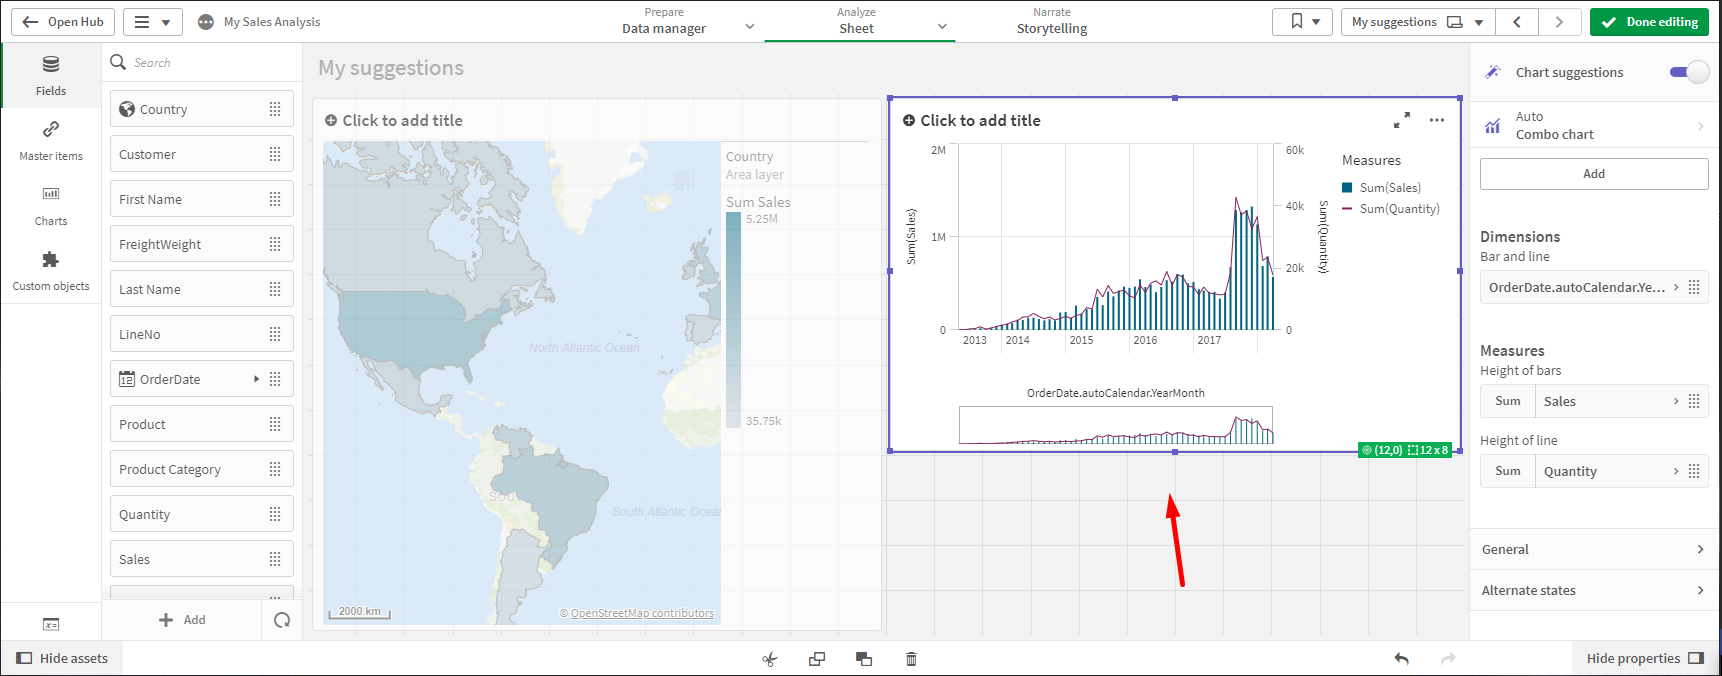 Open Hub
My Sales Analysis
Prepare
Data manager
Analyze
Sheet
Narrate
Storytelling
My suggestions
Done editing
Fields
Master items
Charts
Custom objects
Search
Country
Customer
First Name
FreightWeight
Last Name
LineNo
12 OrderDate
Product
Product Category
Quantity
Sales
Add
My suggestions
Click to add title
Country
Area layer
Sum Sales
5.25M
35.75k
North Atlantic Ocean
SOU
South Atlantic Ocean
2000 km
© OpenStreetMap contributors
Click to add title
2M
1M
0
Sum(Sales)
60k
40k
20k
0
Sum(Quantity)
Measures
Sum(Sales)
Sum(Quantity)
2013 2014 2015 2016 2017
OrderDate.autoCalendar.YearMonth
(12,0) 12 x 8
Chart suggestions
Auto
Combo chart
Add
Dimensions
Bar and line
OrderDate.autoCalendar.Ye...
Measures
Height of bars
Sum Sales
Height of line
Sum Quantity
General
Alternate states
Hide assets
Hide properties